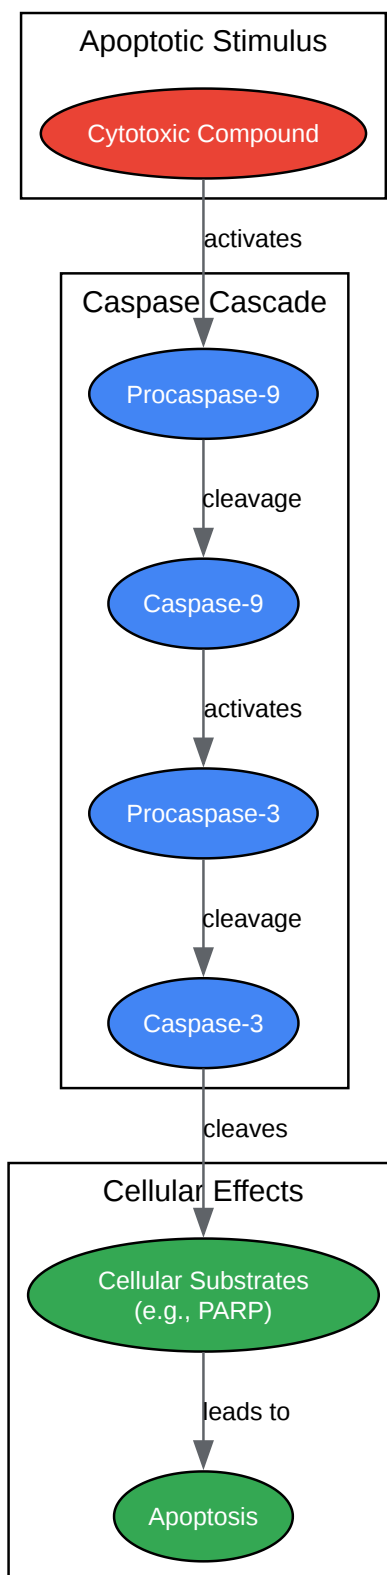 Apoptotic Stimulus
Cytotoxic Compound
activates
Caspase Cascade
Procaspase-9
cleavage
Caspase-9
activates
Procaspase-3
cleavage
Caspase-3
cleaves
Cellular Effects
Cellular Substrates
(e.g., PARP)
leads to
Apoptosis